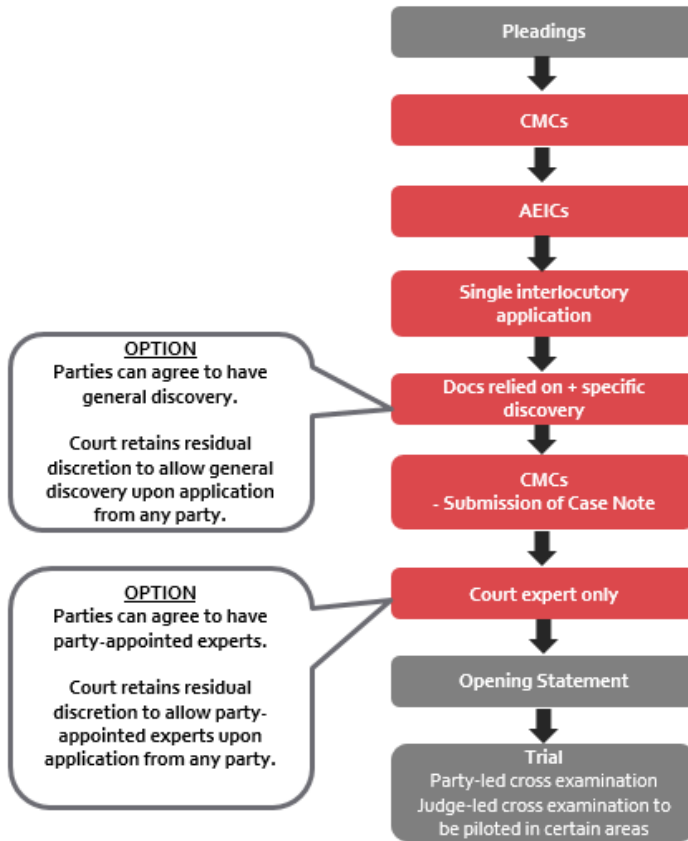 Pleadings
CMCs
AEICs
Single interlocutory
application
OPTION
Parties can agree to have
general discovery.
Court retains residual
discretion to allow general
discovery upon application
from any party.
Docs relied on + specific
discovery
CMCs
- Submission of Case Note
OPTION
Parties can agree to have
party-appointed experts.
Court retains residual
discretion to allow party-
appointed experts upon
application from any party.
Court expert only
Opening Statement
Trial
Party-led cross examination
Judge-led cross examination to
be piloted in certain areas